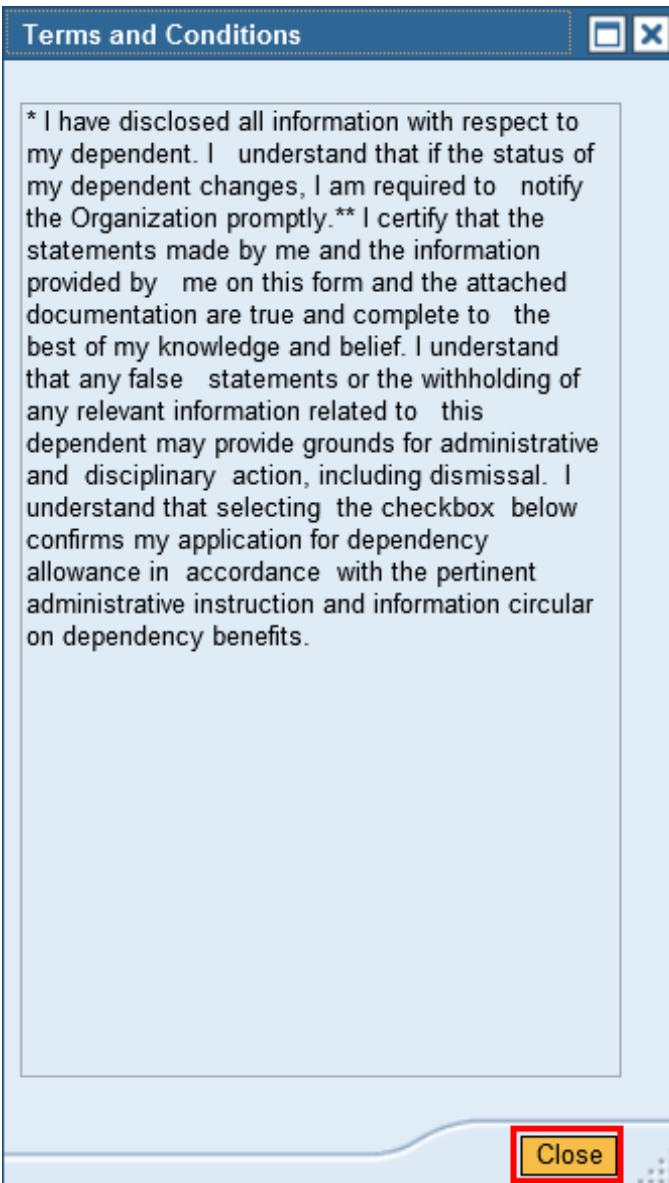 Terms and Conditions
* I have disclosed all information with respect to
my dependent. I   understand that if the status of
my dependent changes, I am required to   notify
the Organization promptly.** I certify that the
statements made by me and the information
provided by   me on this form and the attached
documentation are true and complete to   the
best of my knowledge and belief. I understand
that any false   statements or the withholding of
any relevant information related to   this
dependent may provide grounds for administrative
and  disciplinary  action, including dismissal.  I
understand that selecting  the checkbox  below
confirms my application for dependency
allowance in  accordance  with the pertinent
administrative instruction and information circular
on dependency benefits.
Close